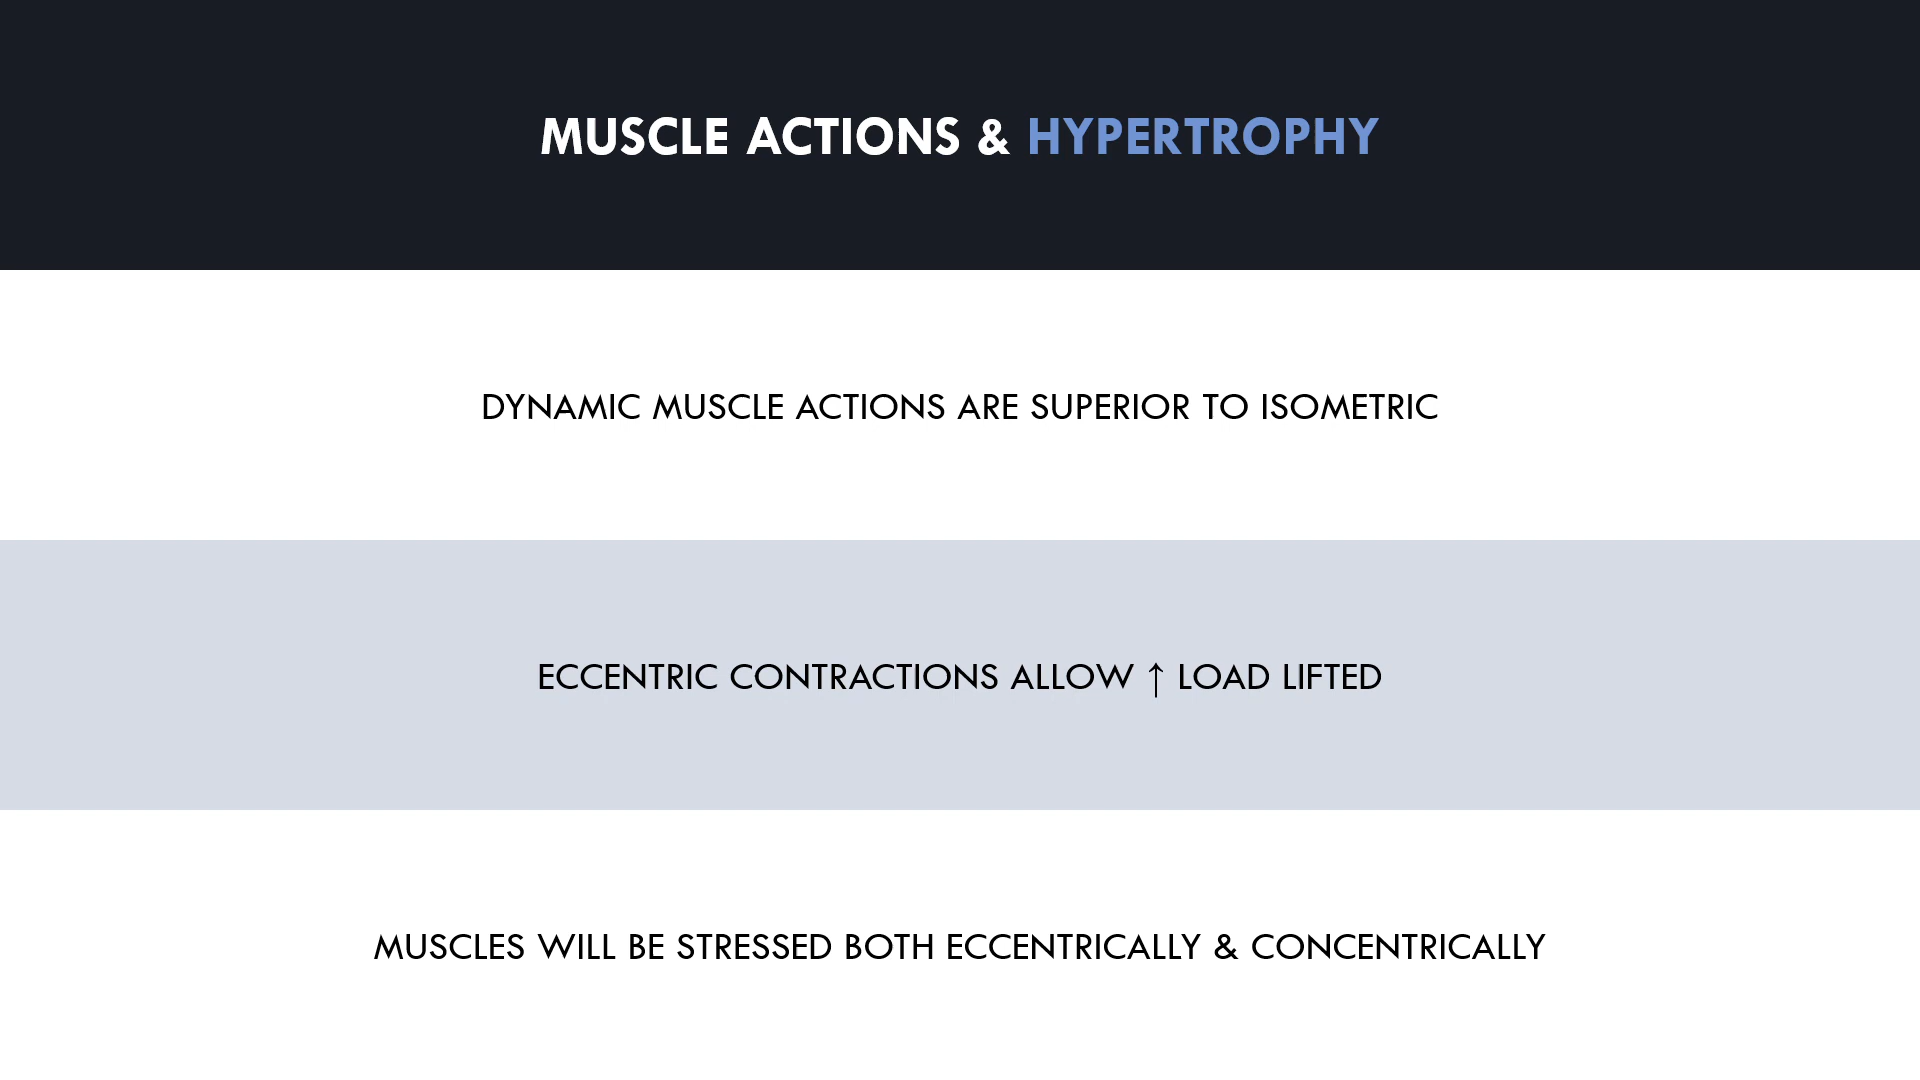 MUSCLE ACTIONS & HYPERTROPHY
DYNAMIC MUSCLE ACTIONS ARE SUPERIOR TO ISOMETRIC
ECCENTRIC CONTRACTIONS ALLOW ↑ LOAD LIFTED
MUSCLES WILL BE STRESSED BOTH ECCENTRICALLY & CONCENTRICALLY